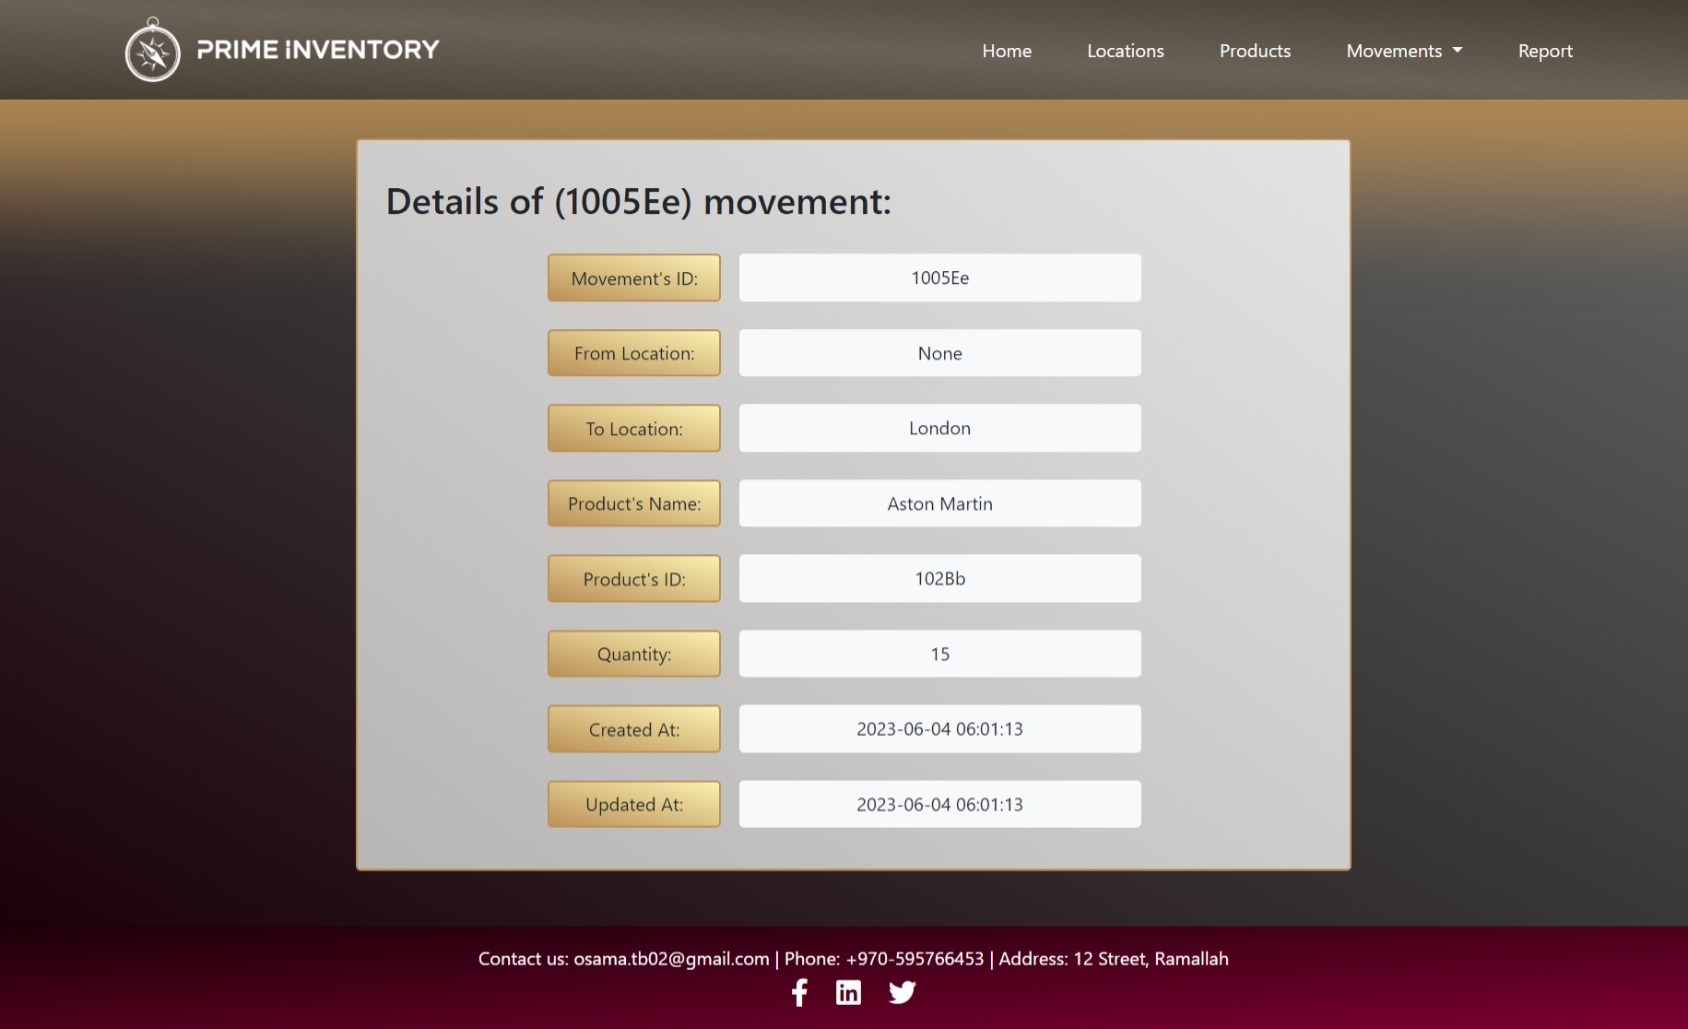 PRIME iNVENTORY
Home Locations Products Movements Report
Details of (1005Ee) movement:
Movement's ID: 1005Ee
From Location: None
To Location: London
Product's Name: Aston Martin
Product's ID: 102Bb
Quantity: 15
Created At: 2023-06-04 06:01:13
Updated At: 2023-06-04 06:01:13
Contact us: osama.tb02@gmail.com | Phone: +970-595766453 | Address: 12 Street, Ramallah